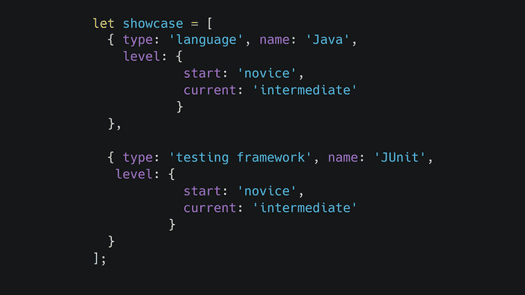 let showcase = [
{ type: 'language', name: 'Java',
level: {
start: 'novice',
current: 'intermediate'
}
},
{ type: 'testing framework', name: 'JUnit',
level: {
start: 'novice',
current: 'intermediate'
}
}
];